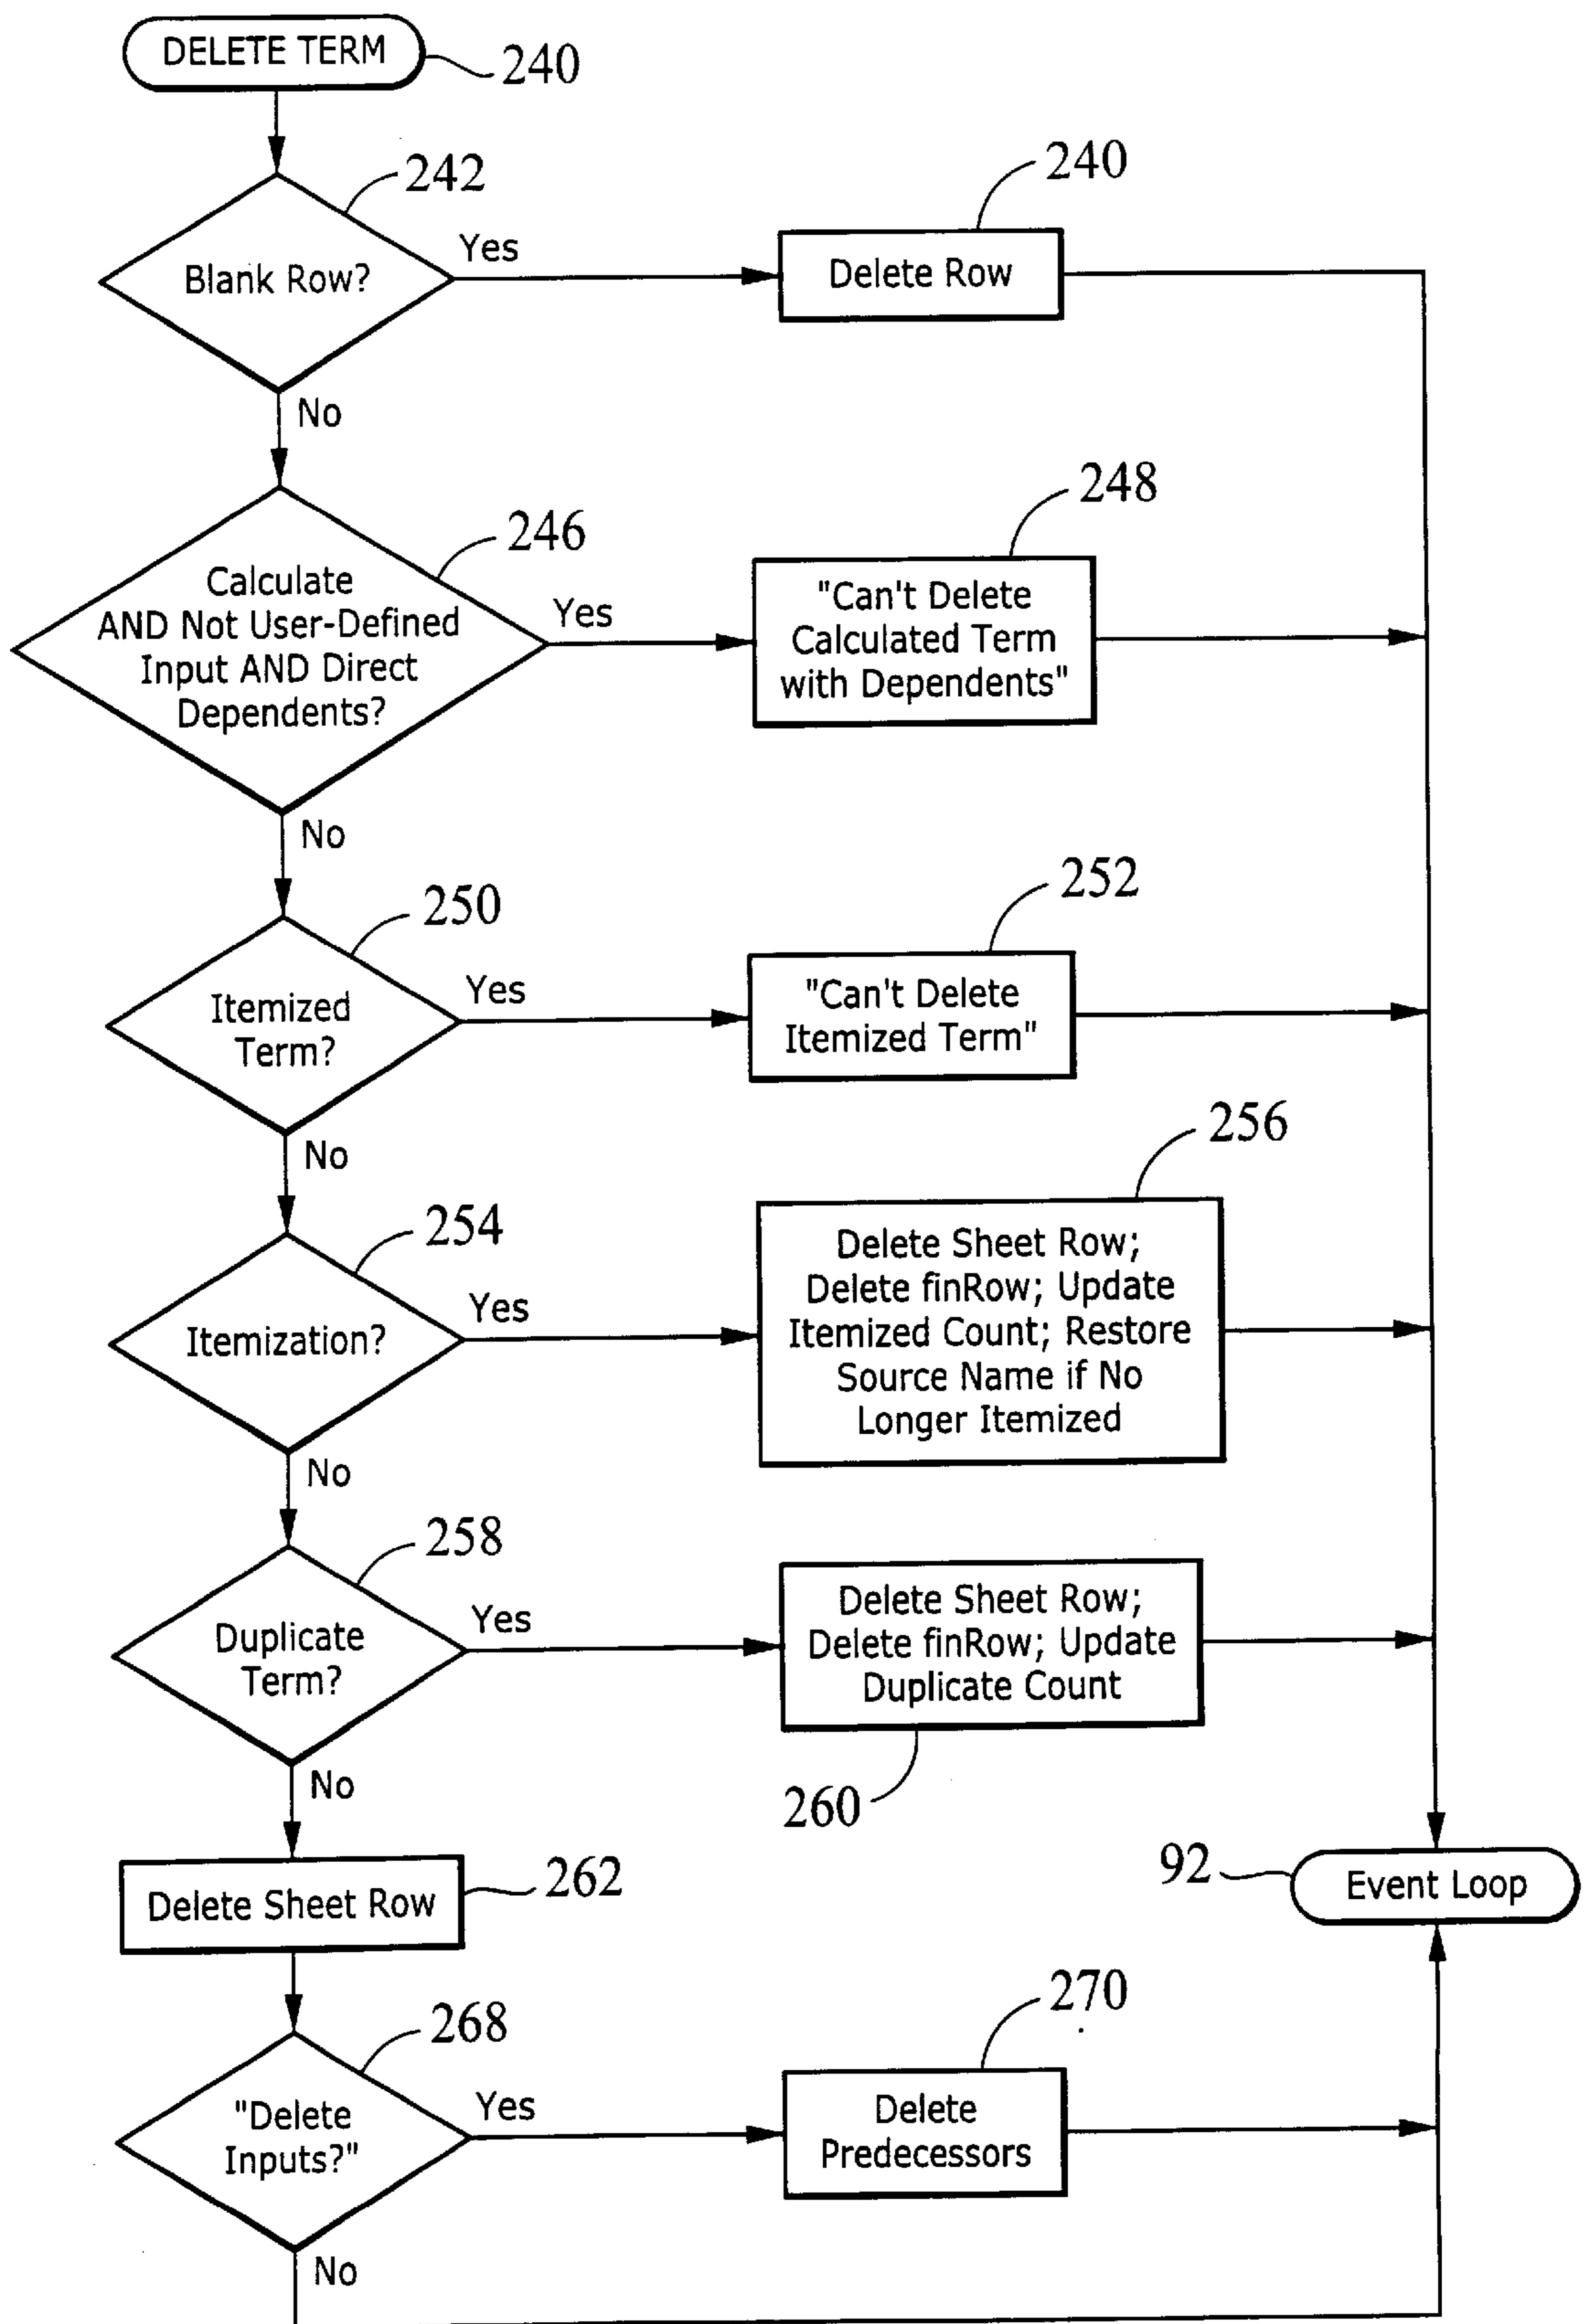 DELETE TERM
240
242
240
Blank Row?
Yes
Delete Row
No
246
248
Calculate
AND Not User-Defined
Input AND Direct
Dependents?
Yes
"Can't Delete
Calculated Term
with Dependents"
No
250
252
Itemized
Term?
Yes
"Can't Delete
Itemized Term"
No
254
256
Itemization?
Yes
Delete Sheet Row;
Delete finRow; Update
Itemized Count; Restore
Source Name if No
Longer Itemized
No
258
Duplicate
Term?
Yes
Delete Sheet Row;
Delete finRow; Update
Duplicate Count
260
No
Delete Sheet Row
262
92
Event Loop
268
270
"Delete
Inputs?"
Yes
Delete
Predecessors
No